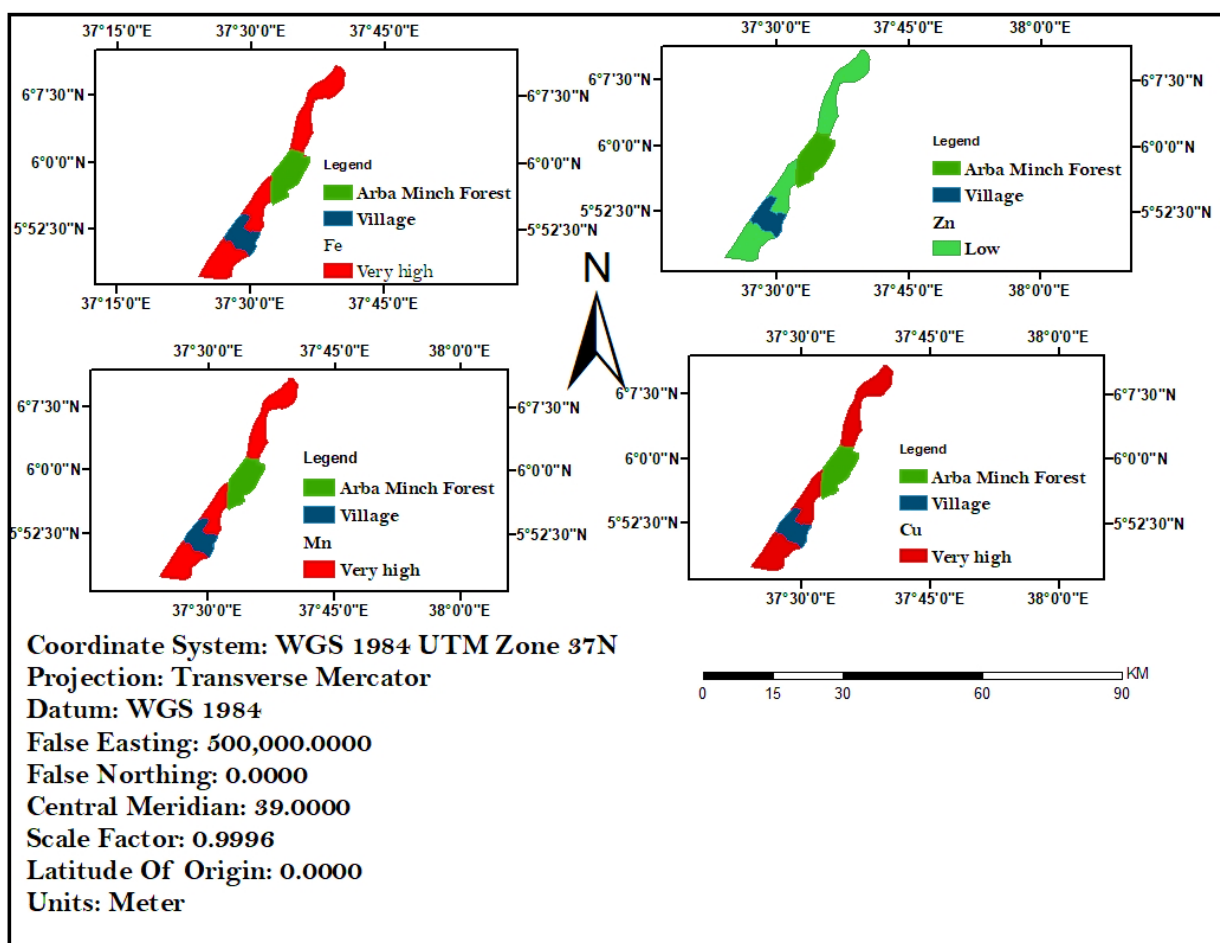 37°15'0"E 37°30'0"E 37°45'0"E
6°7'30"N 6°7'30"N
6°0'0"N 6°0'0"N
5°52'30"N 5°52'30"N
Legend
Arba Minch Forest
Village
Fe
Very high
37°15'0"E 37°30'0"E 37°45'0"E
37°30'0"E 37°45'0"E 38°0'0"E
6°7'30"N 6°7'30"N
6°0'0"N 6°0'0"N
5°52'30"N 5°52'30"N
Legend
Arba Minch Forest
Village
Zn
Low
37°30'0"E 37°45'0"E 38°0'0"E
N
37°30'0"E 37°45'0"E 38°0'0"E
6°7'30"N 6°7'30"N
6°0'0"N 6°0'0"N
5°52'30"N 5°52'30"N
Legend
Arba Minch Forest
Village
Mn
Very high
37°30'0"E 37°45'0"E 38°0'0"E
37°30'0"E 37°45'0"E 38°0'0"E
6°7'30"N 6°7'30"N
6°0'0"N 6°0'0"N
5°52'30"N 5°52'30"N
Legend
Arba Minch Forest
Village
Cu
Very high
37°30'0"E 37°45'0"E 38°0'0"E
Coordinate System: WGS 1984 UTM Zone 37N
Projection: Transverse Mercator
Datum: WGS 1984
False Easting: 500,000.0000
False Northing: 0.0000
Central Meridian: 39.0000
Scale Factor: 0.9996
Latitude Of Origin: 0.0000
Units: Meter
KM
0 15 30 60 90